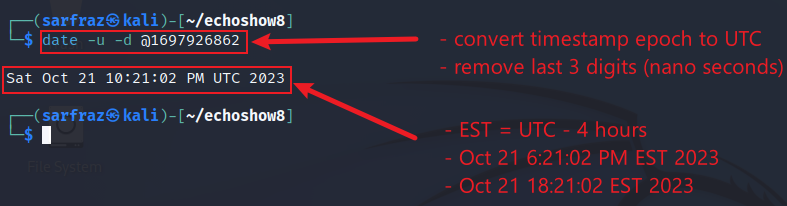 ┌──(sarfraz㉿kali)-[~/echoshow8]
└─$ date -u -d @1697926862
Sat Oct 21 10:21:02 PM UTC 2023
┌──(sarfraz㉿kali)-[~/echoshow8]
└─$
File System
- convert timestamp epoch to UTC
- remove last 3 digits (nano seconds)
- EST = UTC - 4 hours
- Oct 21 6:21:02 PM EST 2023
- Oct 21 18:21:02 EST 2023